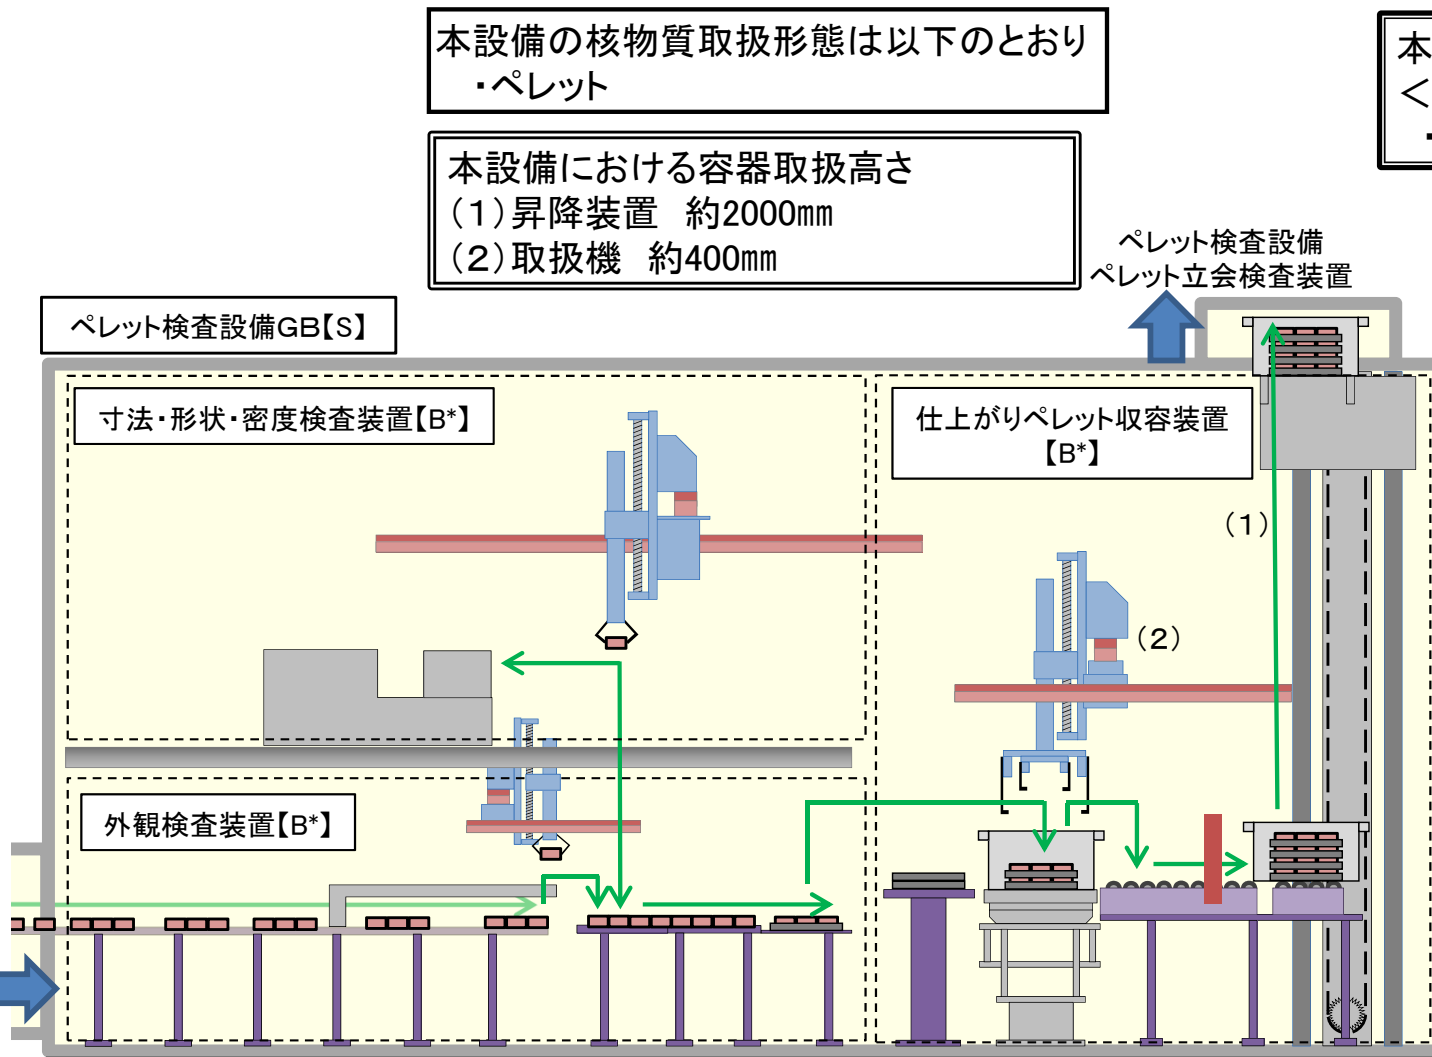 本設備の核物質取扱形態は以下のとおり
・ペレット
本
<
・
本設備における容器取扱高さ
（１）昇降装置　約2000㎜
（２）取扱機　約400㎜
ペレット検査設備
ペレット立会検査装置
ペレット検査設備GB【S】
寸法・形状・密度検査装置【B*】
仕上がりペレット収容装置
【B*】
（１）
（２）
外観検査装置【B*】